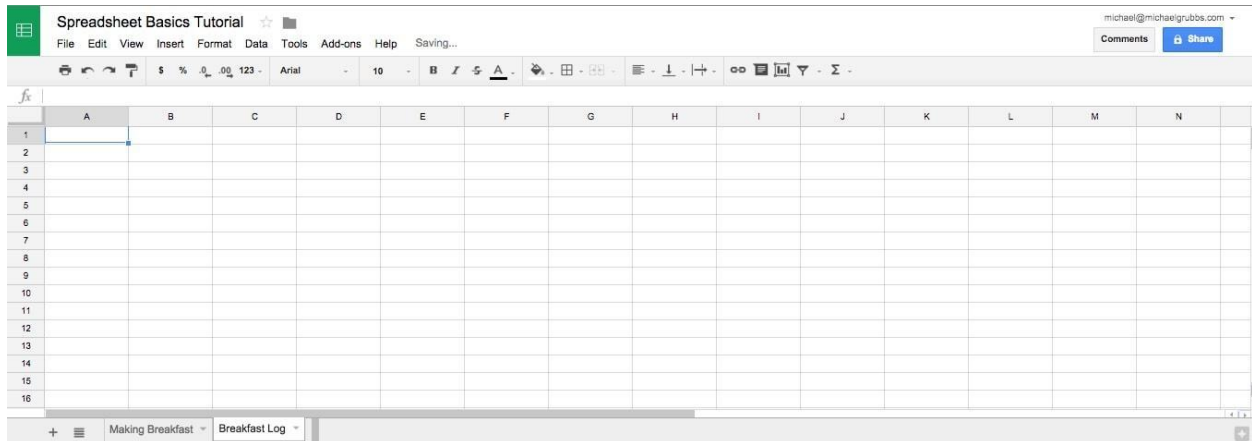 Spreadsheet Basics Tutorial
michael@michaelgrubbs.com
File Edit View Insert Format Data Tools Add-ons Help Saving...
Comments Share
$ % .0 .00 123 Arial 10 B I S A Σ
fx
A B C D E F G H I J K L M N
1
2
3
4
5
6
7
8
9
10
11
12
13
14
15
16
+ Making Breakfast Breakfast Log